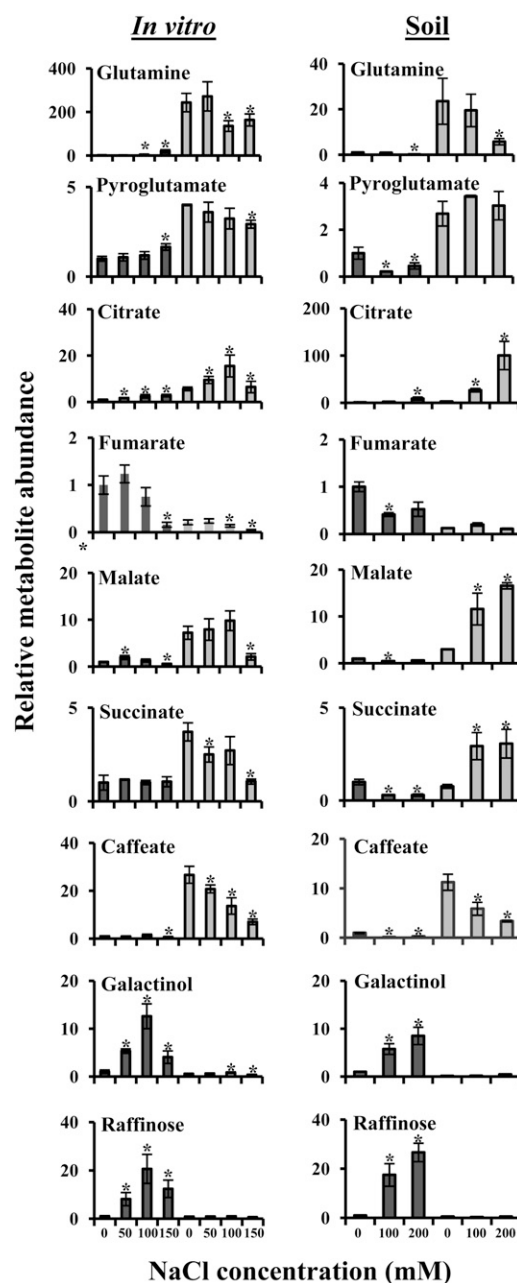 In vitro Soil
Relative metabolite abundance
Glutamine Glutamine
400 40
200 20
0 0
* * * * * *
Pyroglutamate Pyroglutamate
5 4
2
0 0
* * * *
Citrate Citrate
40 200
20 100
0 0
* * * * * * * * *
Fumarate Fumarate
2 2
1 1
0 0
* * * *
*
Malate Malate
20 20
10 10
0 0
* * * * * *
Succinate Succinate
5 5
0 0
* * * * * *
Caffeate Caffeate
40 20
20 10
0 0
* * * * * * * *
Galactinol Galactinol
20 20
10 10
0 0
* * * * * * *
Raffinose Raffinose
40 40
20 20
0 0
* * * * *
0 50 100 150 0 50 100 150 0 100 200 0 100 200
NaCl concentration (mM)